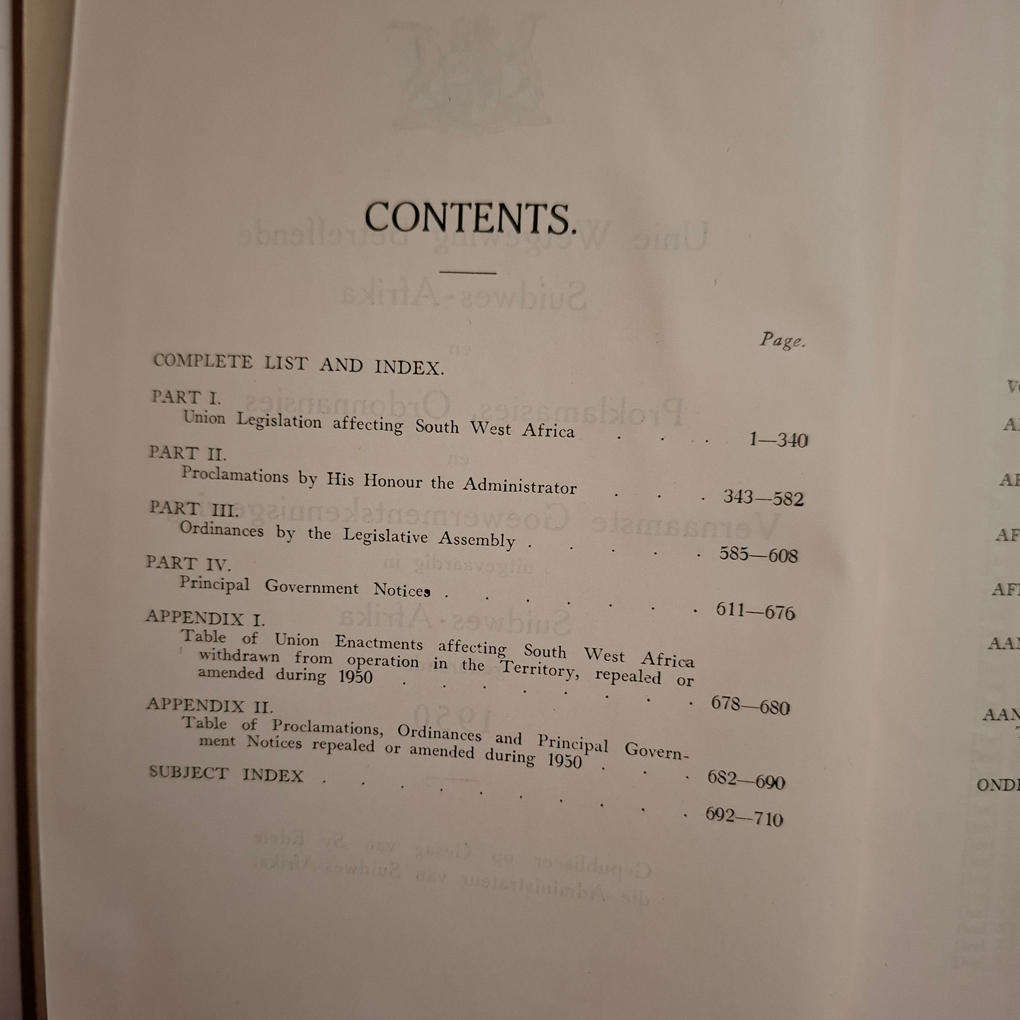 CONTENTS.
Page.
COMPLETE LIST AND INDEX.
PART I.
Union Legislation affecting South West Africa . . . 1—340
PART II.
Proclamations by His Honour the Administrator . . . 343—582
PART III.
Ordinances by the Legislative Assembly . . . . . 585—608
PART IV.
Principal Government Notices . . . . . . . 611—676
APPENDIX I.
Table of Union Enactments affecting South West Africa
withdrawn from operation in the Territory, repealed or
amended during 1950 . . . . . . . . 678—680
APPENDIX II.
Table of Proclamations, Ordinances and Principal Govern-
ment Notices repealed or amended during 1950 . . . 682—690
SUBJECT INDEX . . . . . . . . . . 692—710